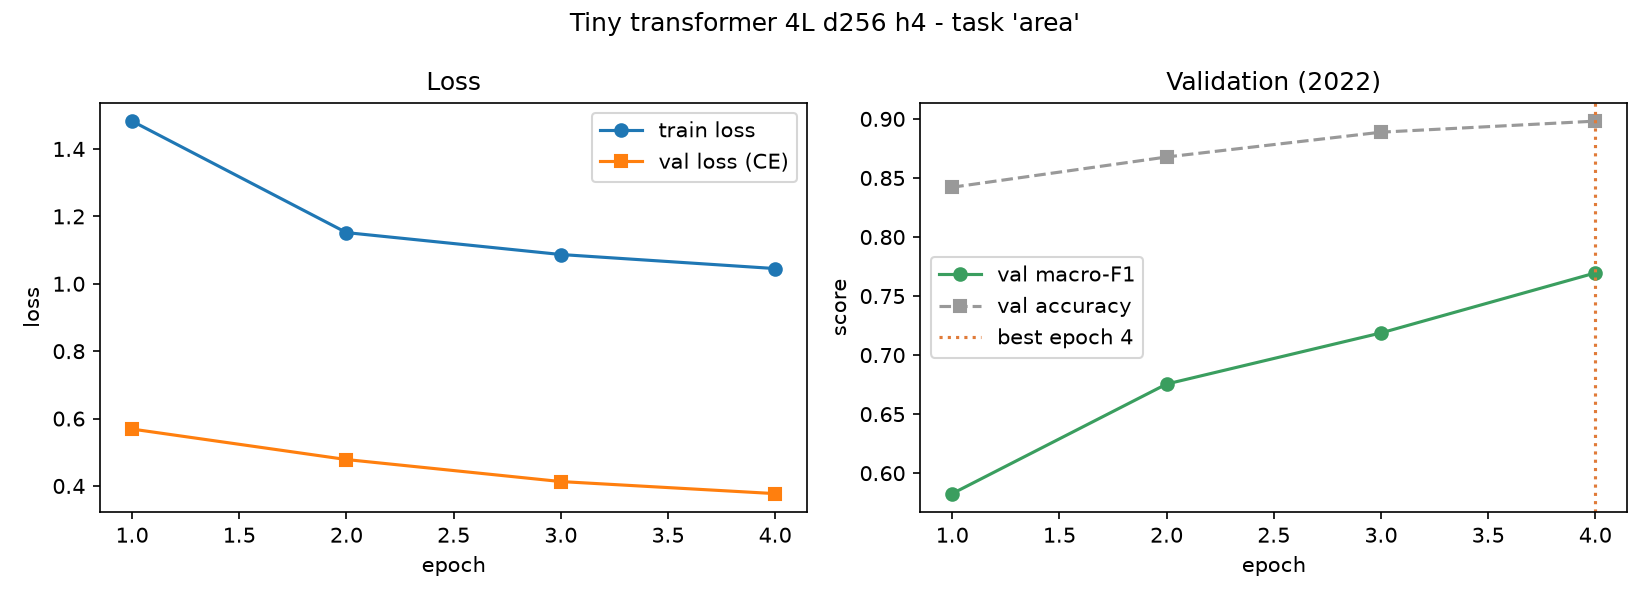 Tiny transformer 4L d256 h4 - task 'area'
Loss
train loss
val loss (CE)
1.4
1.2
1.0
0.8
0.6
0.4
loss
1.0 1.5 2.0 2.5 3.0 3.5 4.0
epoch
Validation (2022)
0.90
0.85
0.80
0.75
0.70
0.65
0.60
score
val macro-F1
val accuracy
best epoch 4
1.0 1.5 2.0 2.5 3.0 3.5 4.0
epoch